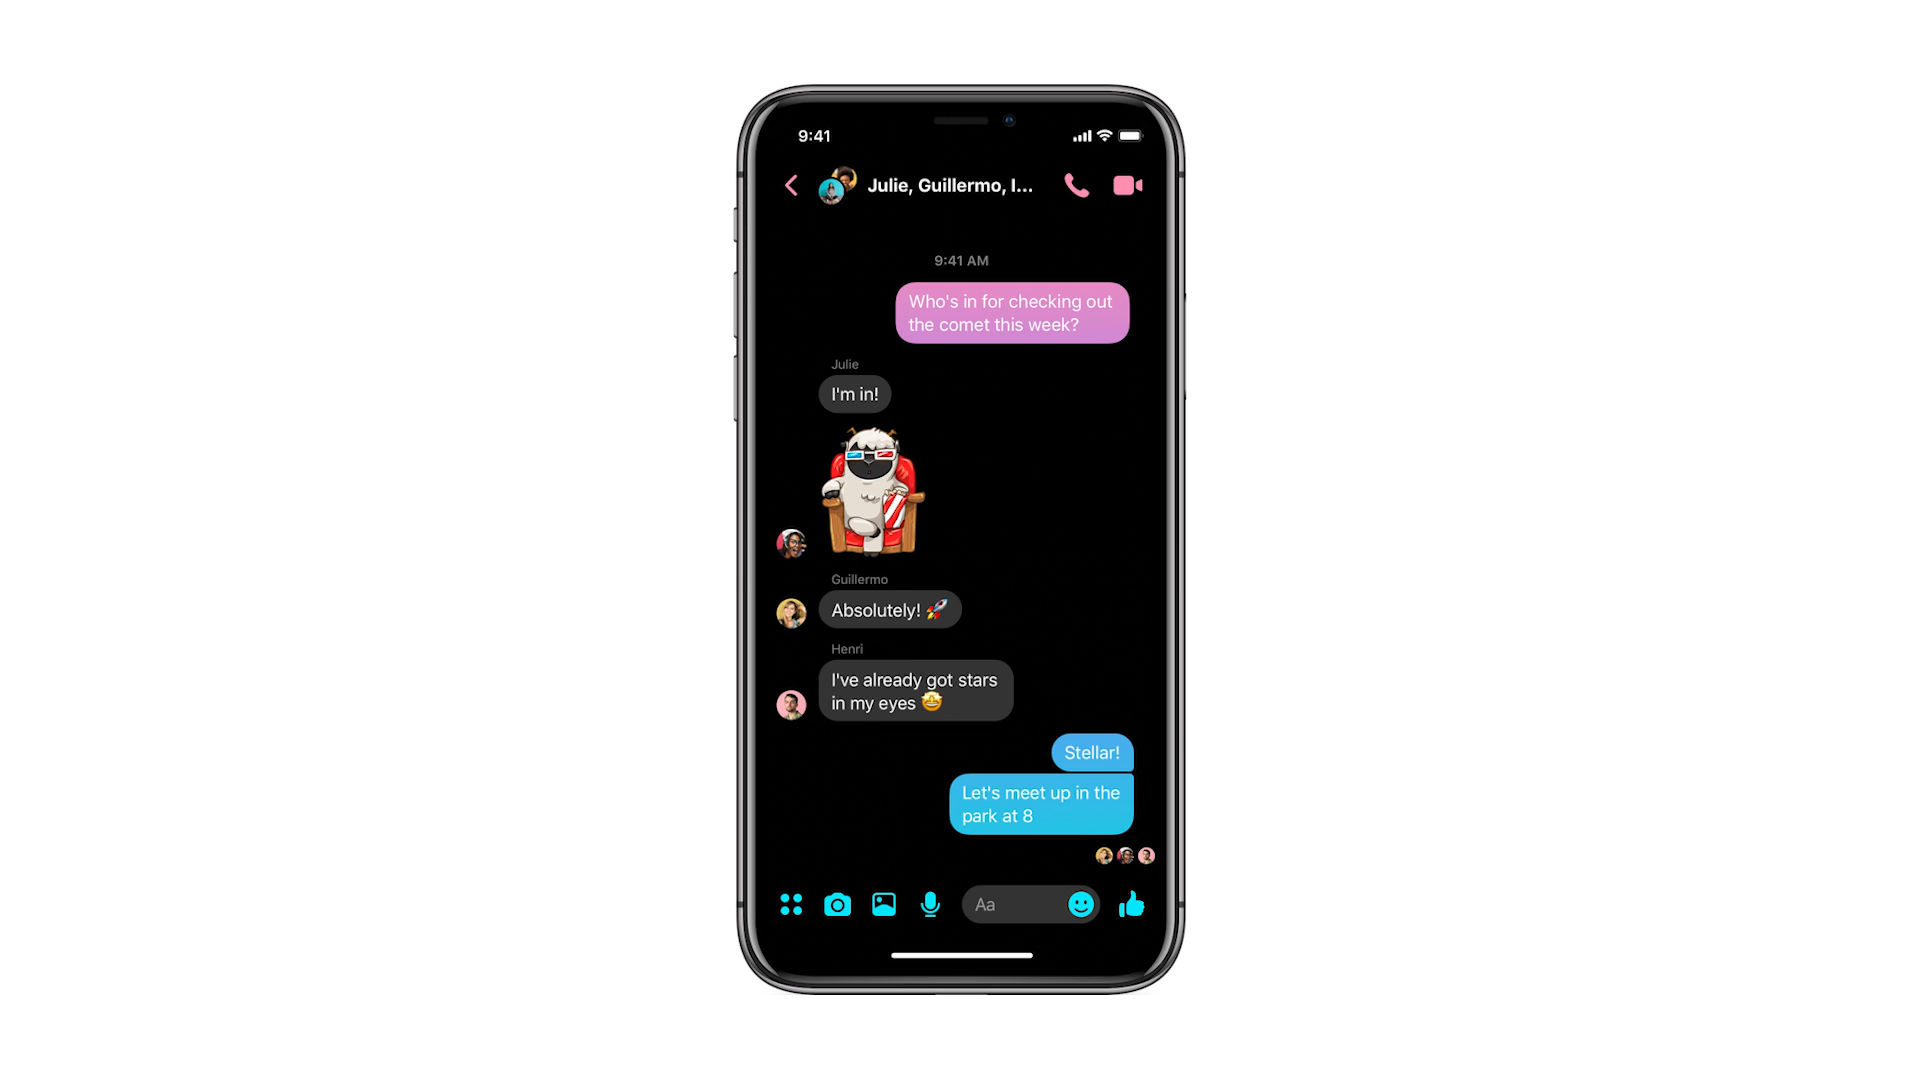 9:41
Julie, Guillermo, I...
9:41 AM
Who's in for checking out
the comet this week?
Julie
I'm in!
Guillermo
Absolutely! 🚀
Henri
I've already got stars
in my eyes 🤩
Stellar!
Let's meet up in the
park at 8
Aa